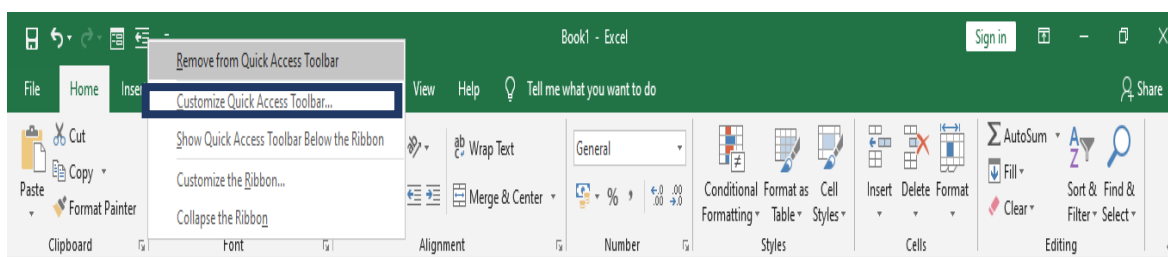 Book1 - Excel
Sign in
Remove from Quick Access Toolbar
File Home Inser View Help Tell me what you want to do Share
Customize Quick Access Toolbar...
Show Quick Access Toolbar Below the Ribbon
Customize the Ribbon...
Collapse the Ribbon
Paste
Cut
Copy
Format Painter
Clipboard
Font
ab Wrap Text
Merge & Center
Alignment
General
% , .00 .00
Number
Conditional Formatting
Format as Table
Cell Styles
Styles
Insert Delete Format
Cells
AutoSum
Fill
Clear
Sort & Filter
Find & Select
Editing